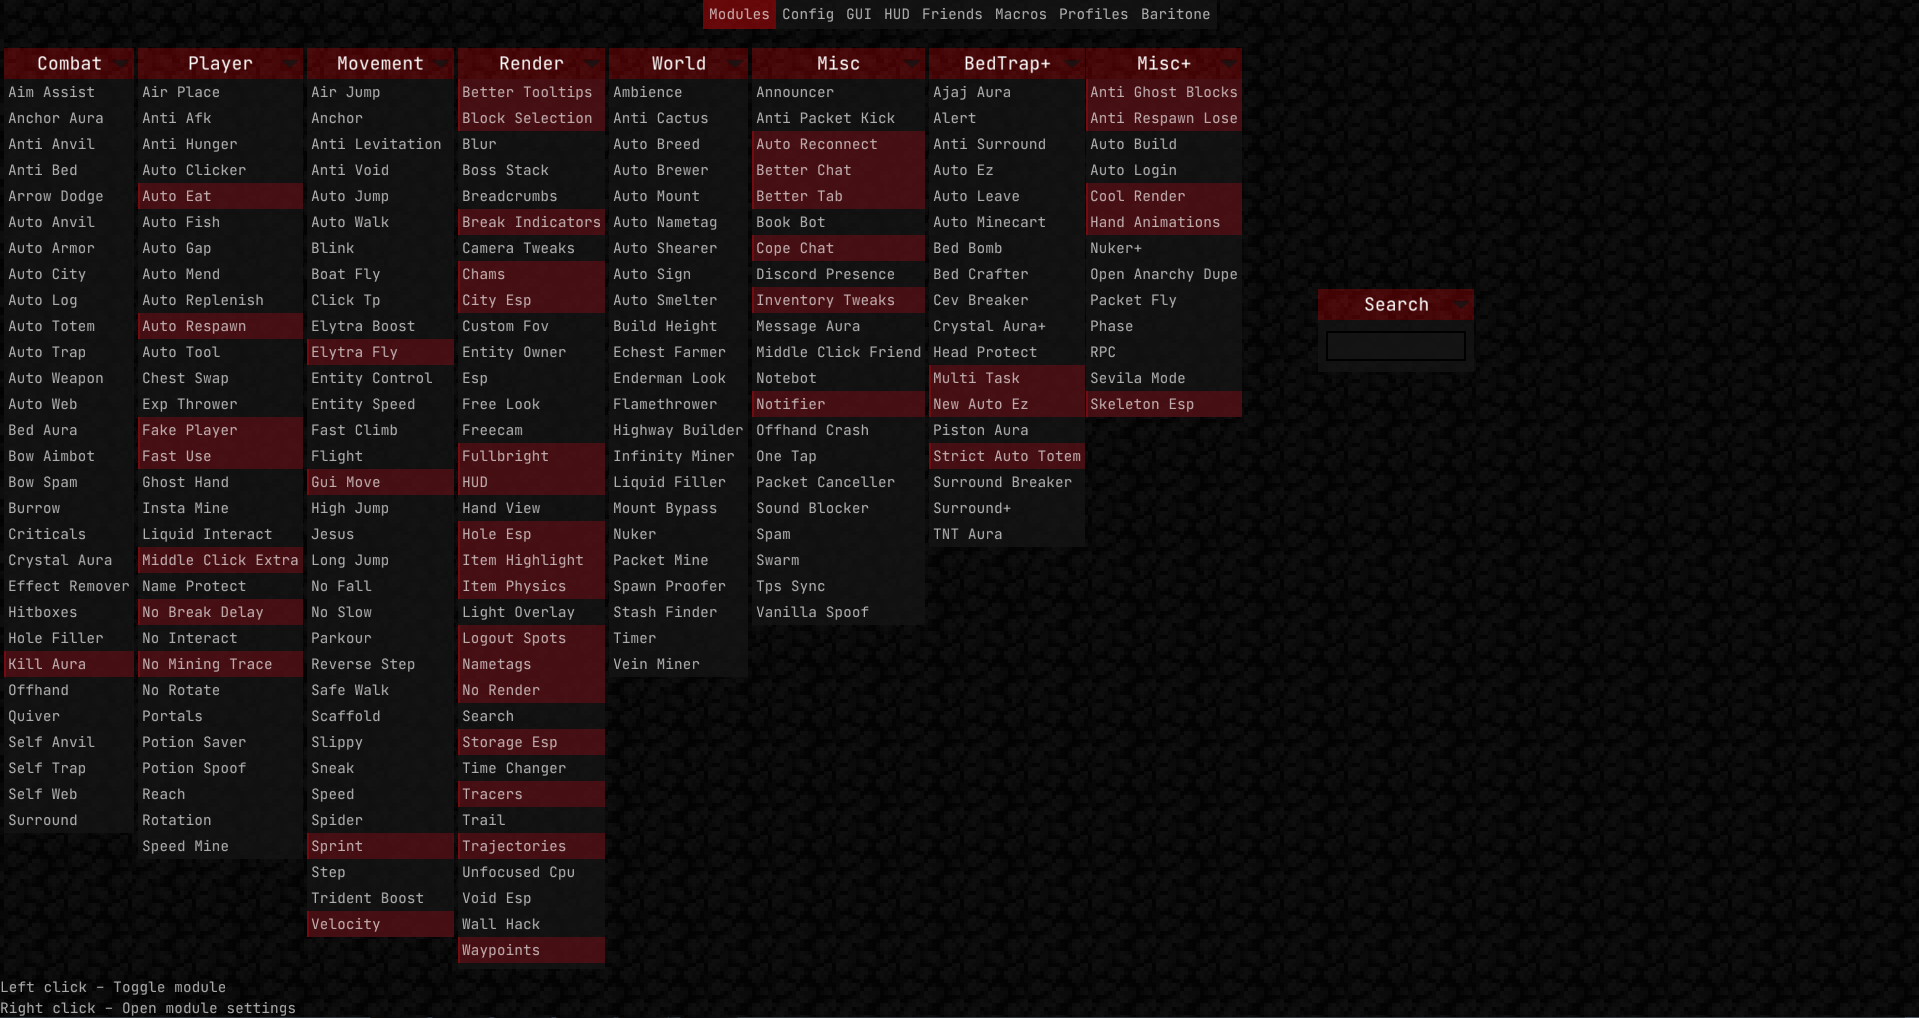 Modules Config GUI HUD Friends Macros Profiles Baritone
Combat
Aim Assist
Anchor Aura
Anti Anvil
Anti Bed
Arrow Dodge
Auto Anvil
Auto Armor
Auto City
Auto Log
Auto Totem
Auto Trap
Auto Weapon
Auto Web
Bed Aura
Bow Aimbot
Bow Spam
Burrow
Criticals
Crystal Aura
Effect Remover
Hitboxes
Hole Filler
Kill Aura
Offhand
Quiver
Self Anvil
Self Trap
Self Web
Surround
Player
Air Place
Anti Afk
Anti Hunger
Auto Clicker
Auto Eat
Auto Fish
Auto Gap
Auto Mend
Auto Replenish
Auto Respawn
Auto Tool
Chest Swap
Exp Thrower
Fake Player
Fast Use
Ghost Hand
Insta Mine
Liquid Interact
Middle Click Extra
Name Protect
No Break Delay
No Interact
No Mining Trace
No Rotate
Portals
Potion Saver
Potion Spoof
Reach
Rotation
Speed Mine
Movement
Air Jump
Anchor
Anti Levitation
Anti Void
Auto Jump
Auto Walk
Blink
Boat Fly
Click Tp
Elytra Boost
Elytra Fly
Entity Control
Entity Speed
Fast Climb
Flight
Gui Move
High Jump
Jesus
Long Jump
No Fall
No Slow
Parkour
Reverse Step
Safe Walk
Scaffold
Slippy
Sneak
Speed
Spider
Sprint
Step
Trident Boost
Velocity
Render
Better Tooltips
Block Selection
Blur
Boss Stack
Breadcrumbs
Break Indicators
Camera Tweaks
Chams
City Esp
Custom Fov
Entity Owner
Esp
Free Look
Freecam
Fullbright
HUD
Hand View
Hole Esp
Item Highlight
Item Physics
Light Overlay
Logout Spots
Nametags
No Render
Search
Storage Esp
Time Changer
Tracers
Trail
Trajectories
Unfocused Cpu
Void Esp
Wall Hack
Waypoints
World
Ambience
Anti Cactus
Auto Breed
Auto Brewer
Auto Mount
Auto Nametag
Auto Shearer
Auto Sign
Auto Smelter
Build Height
Echest Farmer
Enderman Look
Flamethrower
Highway Builder
Infinity Miner
Liquid Filler
Mount Bypass
Nuker
Packet Mine
Spawn Proofer
Stash Finder
Timer
Vein Miner
Misc
Announcer
Anti Packet Kick
Auto Reconnect
Better Chat
Better Tab
Book Bot
Cope Chat
Discord Presence
Inventory Tweaks
Message Aura
Middle Click Friend
Notebot
Notifier
Offhand Crash
One Tap
Packet Canceller
Sound Blocker
Spam
Swarm
Tps Sync
Vanilla Spoof
BedTrap+
Ajaj Aura
Alert
Anti Surround
Auto Ez
Auto Leave
Auto Minecart
Bed Bomb
Bed Crafter
Cev Breaker
Crystal Aura+
Head Protect
Multi Task
New Auto Ez
Piston Aura
Strict Auto Totem
Surround Breaker
Surround+
TNT Aura
Misc+
Anti Ghost Blocks
Anti Respawn Lose
Auto Build
Auto Login
Cool Render
Hand Animations
Nuker+
Open Anarchy Dupe
Packet Fly
Phase
RPC
Sevila Mode
Skeleton Esp
Search
Left click - Toggle module
Right click - Open module settings